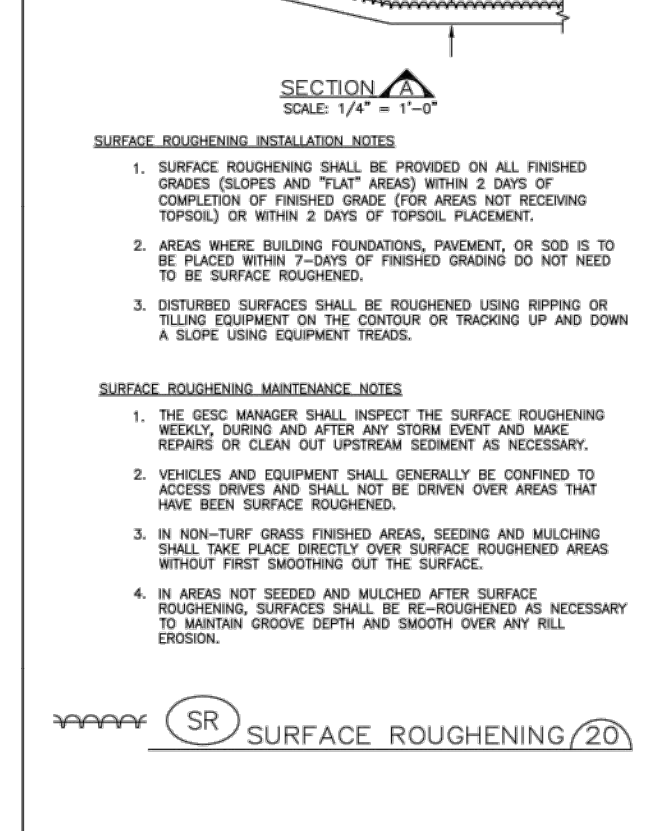 SECTION A
SCALE: 1/4" = 1'-0"
SURFACE ROUGHENING INSTALLATION NOTES
1. SURFACE ROUGHENING SHALL BE PROVIDED ON ALL FINISHED
GRADES (SLOPES AND "FLAT" AREAS) WITHIN 2 DAYS OF
COMPLETION OF FINISHED GRADE (FOR AREAS NOT RECEIVING
TOPSOIL) OR WITHIN 2 DAYS OF TOPSOIL PLACEMENT.
2. AREAS WHERE BUILDING FOUNDATIONS, PAVEMENT, OR SOD IS TO
BE PLACED WITHIN 7-DAYS OF FINISHED GRADING DO NOT NEED
TO BE SURFACE ROUGHENED.
3. DISTURBED SURFACES SHALL BE ROUGHENED USING RIPPING OR
TILLING EQUIPMENT ON THE CONTOUR OR TRACKING UP AND DOWN
A SLOPE USING EQUIPMENT TREADS.
SURFACE ROUGHENING MAINTENANCE NOTES
1. THE GESC MANAGER SHALL INSPECT THE SURFACE ROUGHENING
WEEKLY, DURING AND AFTER ANY STORM EVENT AND MAKE
REPAIRS OR CLEAN OUT UPSTREAM SEDIMENT AS NECESSARY.
2. VEHICLES AND EQUIPMENT SHALL GENERALLY BE CONFINED TO
ACCESS DRIVES AND SHALL NOT BE DRIVEN OVER AREAS THAT
HAVE BEEN SURFACE ROUGHENED.
3. IN NON-TURF GRASS FINISHED AREAS, SEEDING AND MULCHING
SHALL TAKE PLACE DIRECTLY OVER SURFACE ROUGHENED AREAS
WITHOUT FIRST SMOOTHING OUT THE SURFACE.
4. IN AREAS NOT SEEDED AND MULCHED AFTER SURFACE
ROUGHENING, SURFACES SHALL BE RE-ROUGHENED AS NECESSARY
TO MAINTAIN GROOVE DEPTH AND SMOOTH OVER ANY RILL
EROSION.
SR SURFACE ROUGHENING 20